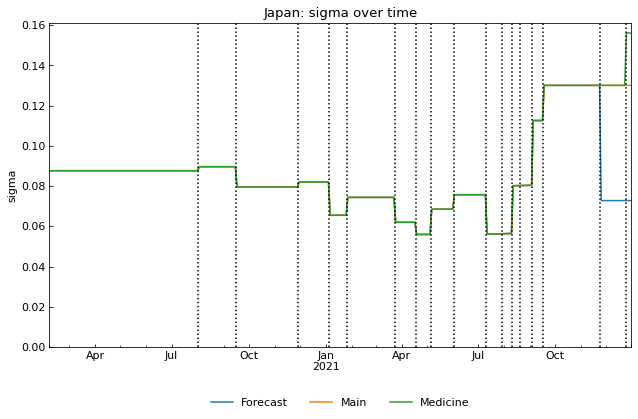 Japan: sigma over time
0.16
0.14
0.12
0.10
0.08
0.06
0.04
0.02
0.00
sigma
Apr Jul Oct Jan Apr Jul Oct
2021
Forecast Main Medicine